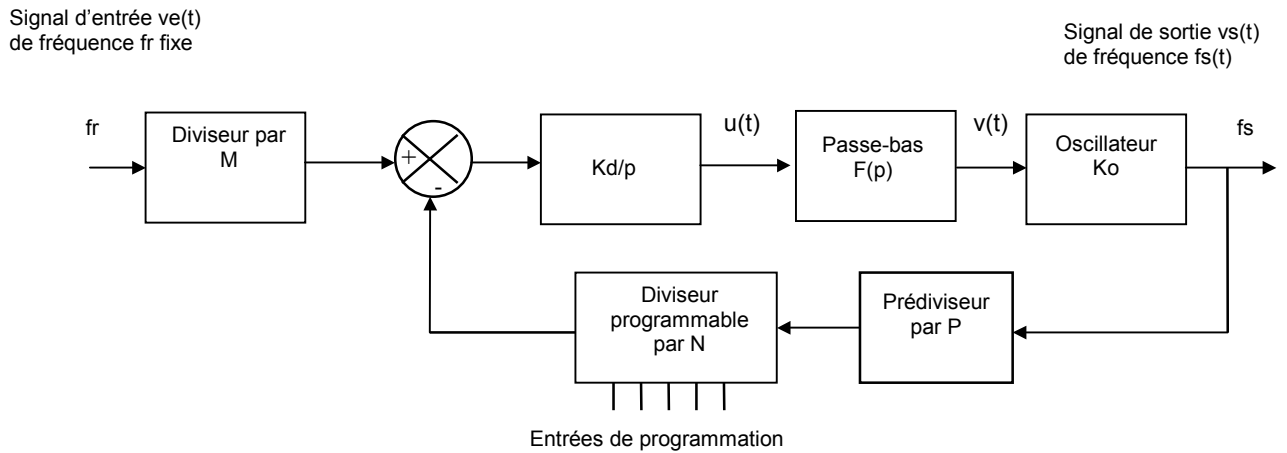 Signal d'entrée ve(t)
de fréquence fr fixe
Signal de sortie vs(t)
de fréquence fs(t)
fr
Diviseur par
M
+
-
Kd/p
u(t)
Passe-bas
F(p)
v(t)
Oscillateur
Ko
fs
Diviseur
programmable
par N
Prédiviseur
par P
Entrées de programmation